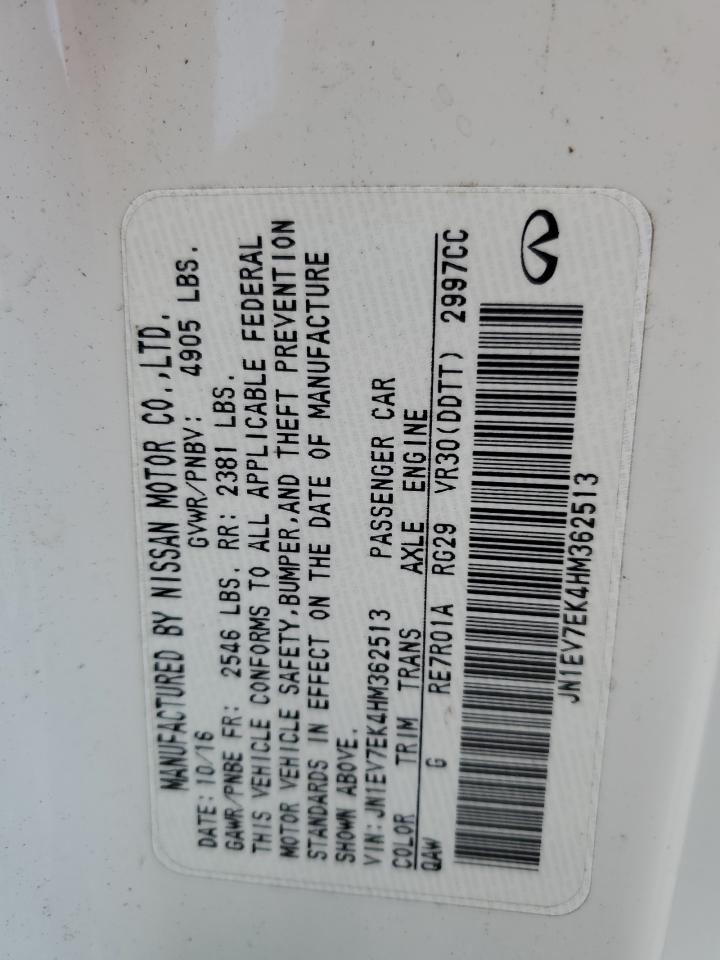 MANUFACTURED BY NISSAN MOTOR CO.,LTD.
DATE: 10/16 GVWR/PNBV: 4905 LBS.
GAWR/PNBE FR: 2546 LBS. RR: 2381 LBS.
THIS VEHICLE CONFORMS TO ALL APPLICABLE FEDERAL
MOTOR VEHICLE SAFETY,BUMPER,AND THEFT PREVENTION
STANDARDS IN EFFECT ON THE DATE OF MANUFACTURE
SHOWN ABOVE.
VIN:JN1EV7EK4HM362513 PASSENGER CAR
COLOR TRIM TRANS AXLE ENGINE
QAW G RE7R01A RG29 VR30(DDTT) 2997CC
JN1EV7EK4HM362513